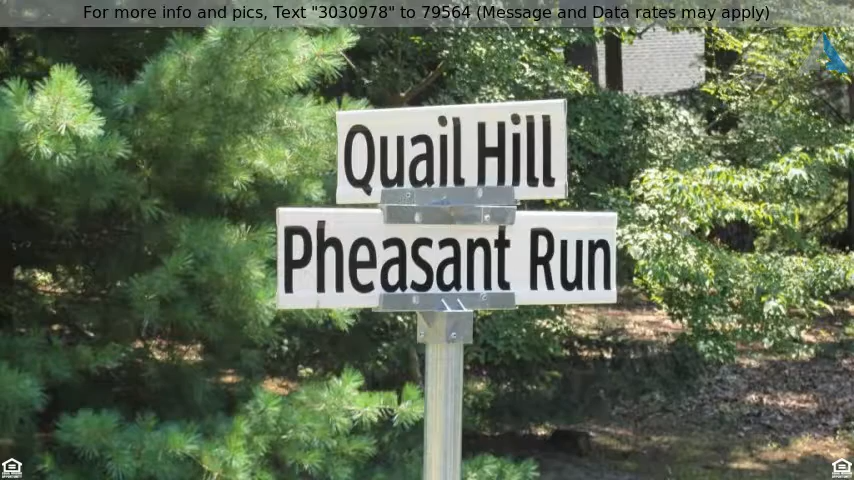 For more info and pics, Text "3030978" to 79564 (Message and Data rates may apply)
Quail Hill
Pheasant Run